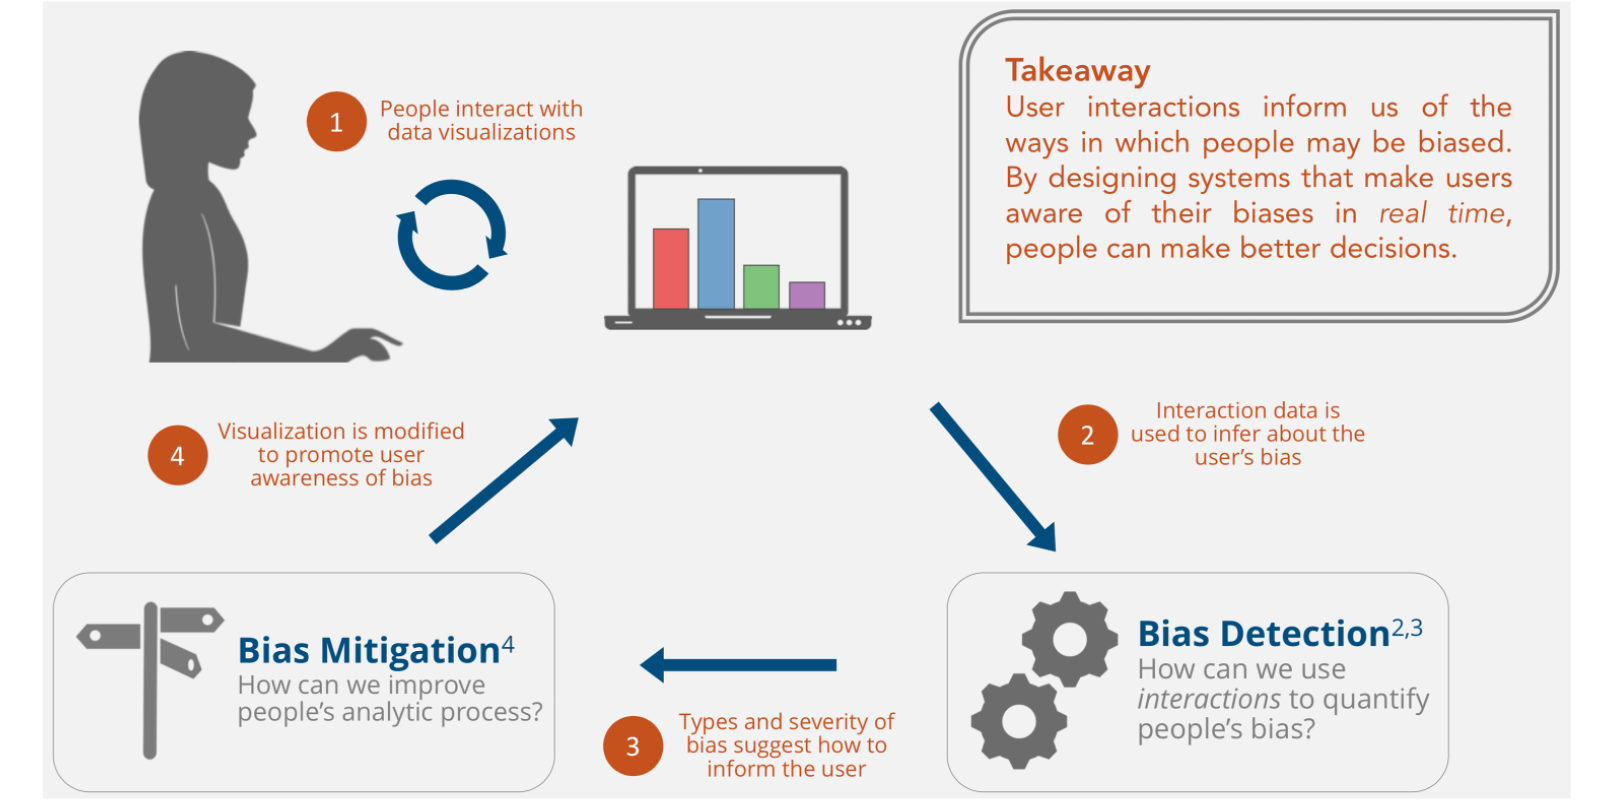 1
People interact with
data visualizations
Takeaway
User interactions inform us of the
ways in which people may be biased.
By designing systems that make users
aware of their biases in real time,
people can make better decisions.
4
Visualization is modified
to promote user
awareness of bias
2
Interaction data is
used to infer about the
user's bias
Bias Mitigation4
How can we improve
people's analytic process?
3
Types and severity of
bias suggest how to
inform the user
Bias Detection2,3
How can we use
interactions to quantify
people's bias?